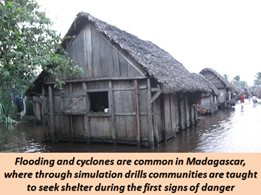 Flooding and cyclones are common in Madagascar,
where through simulation drills communities are taught
to seek shelter during the first signs of danger